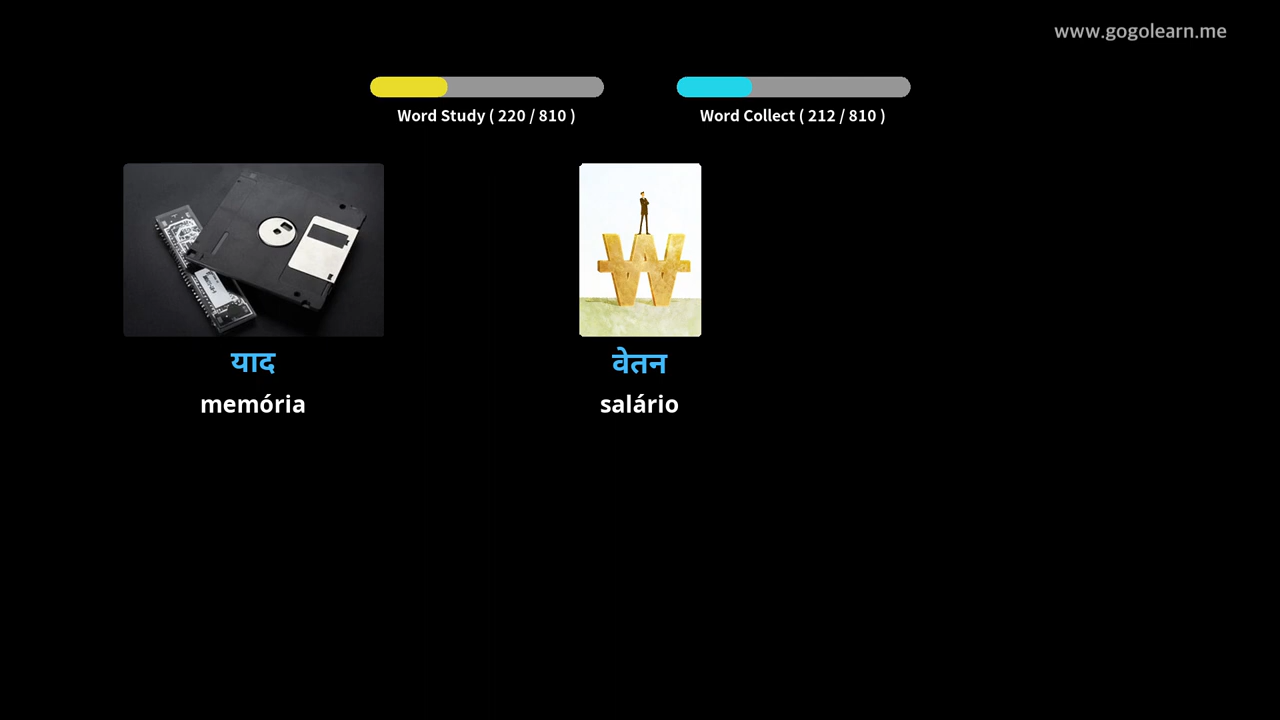 www.gogolearn.me
Word Study ( 220 / 810 )
Word Collect ( 212 / 810 )
याद
memória
वेतन
salário